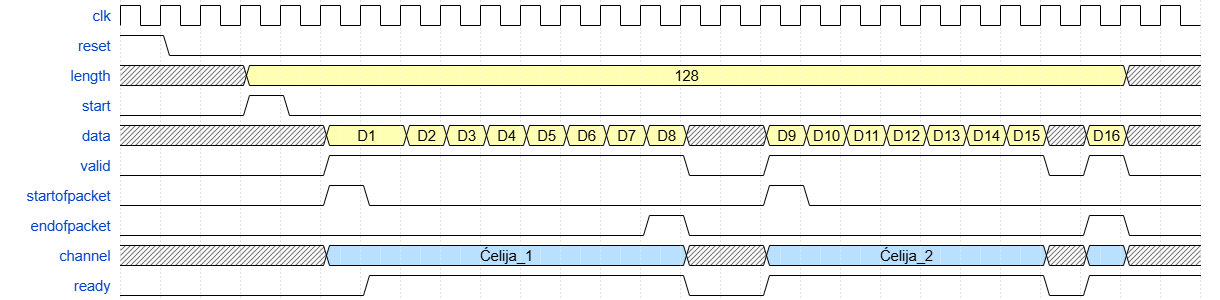 clk
reset
length 128
start
data D1 D2 D3 D4 D5 D6 D7 D8 D9 D10 D11 D12 D13 D14 D15 D16
valid
startofpacket
endofpacket
channel Ćelija_1 Ćelija_2
ready